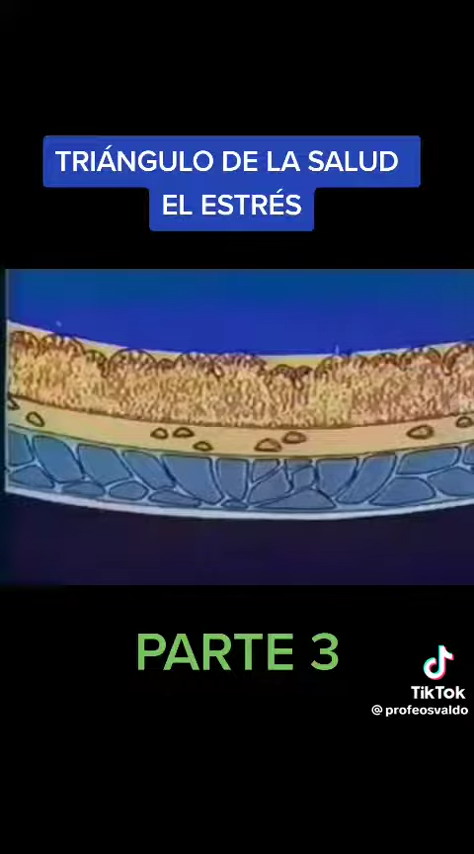 TRIÁNGULO DE LA SALUD
EL ESTRÉS
PARTE 3
TikTok
@profeosvaldo